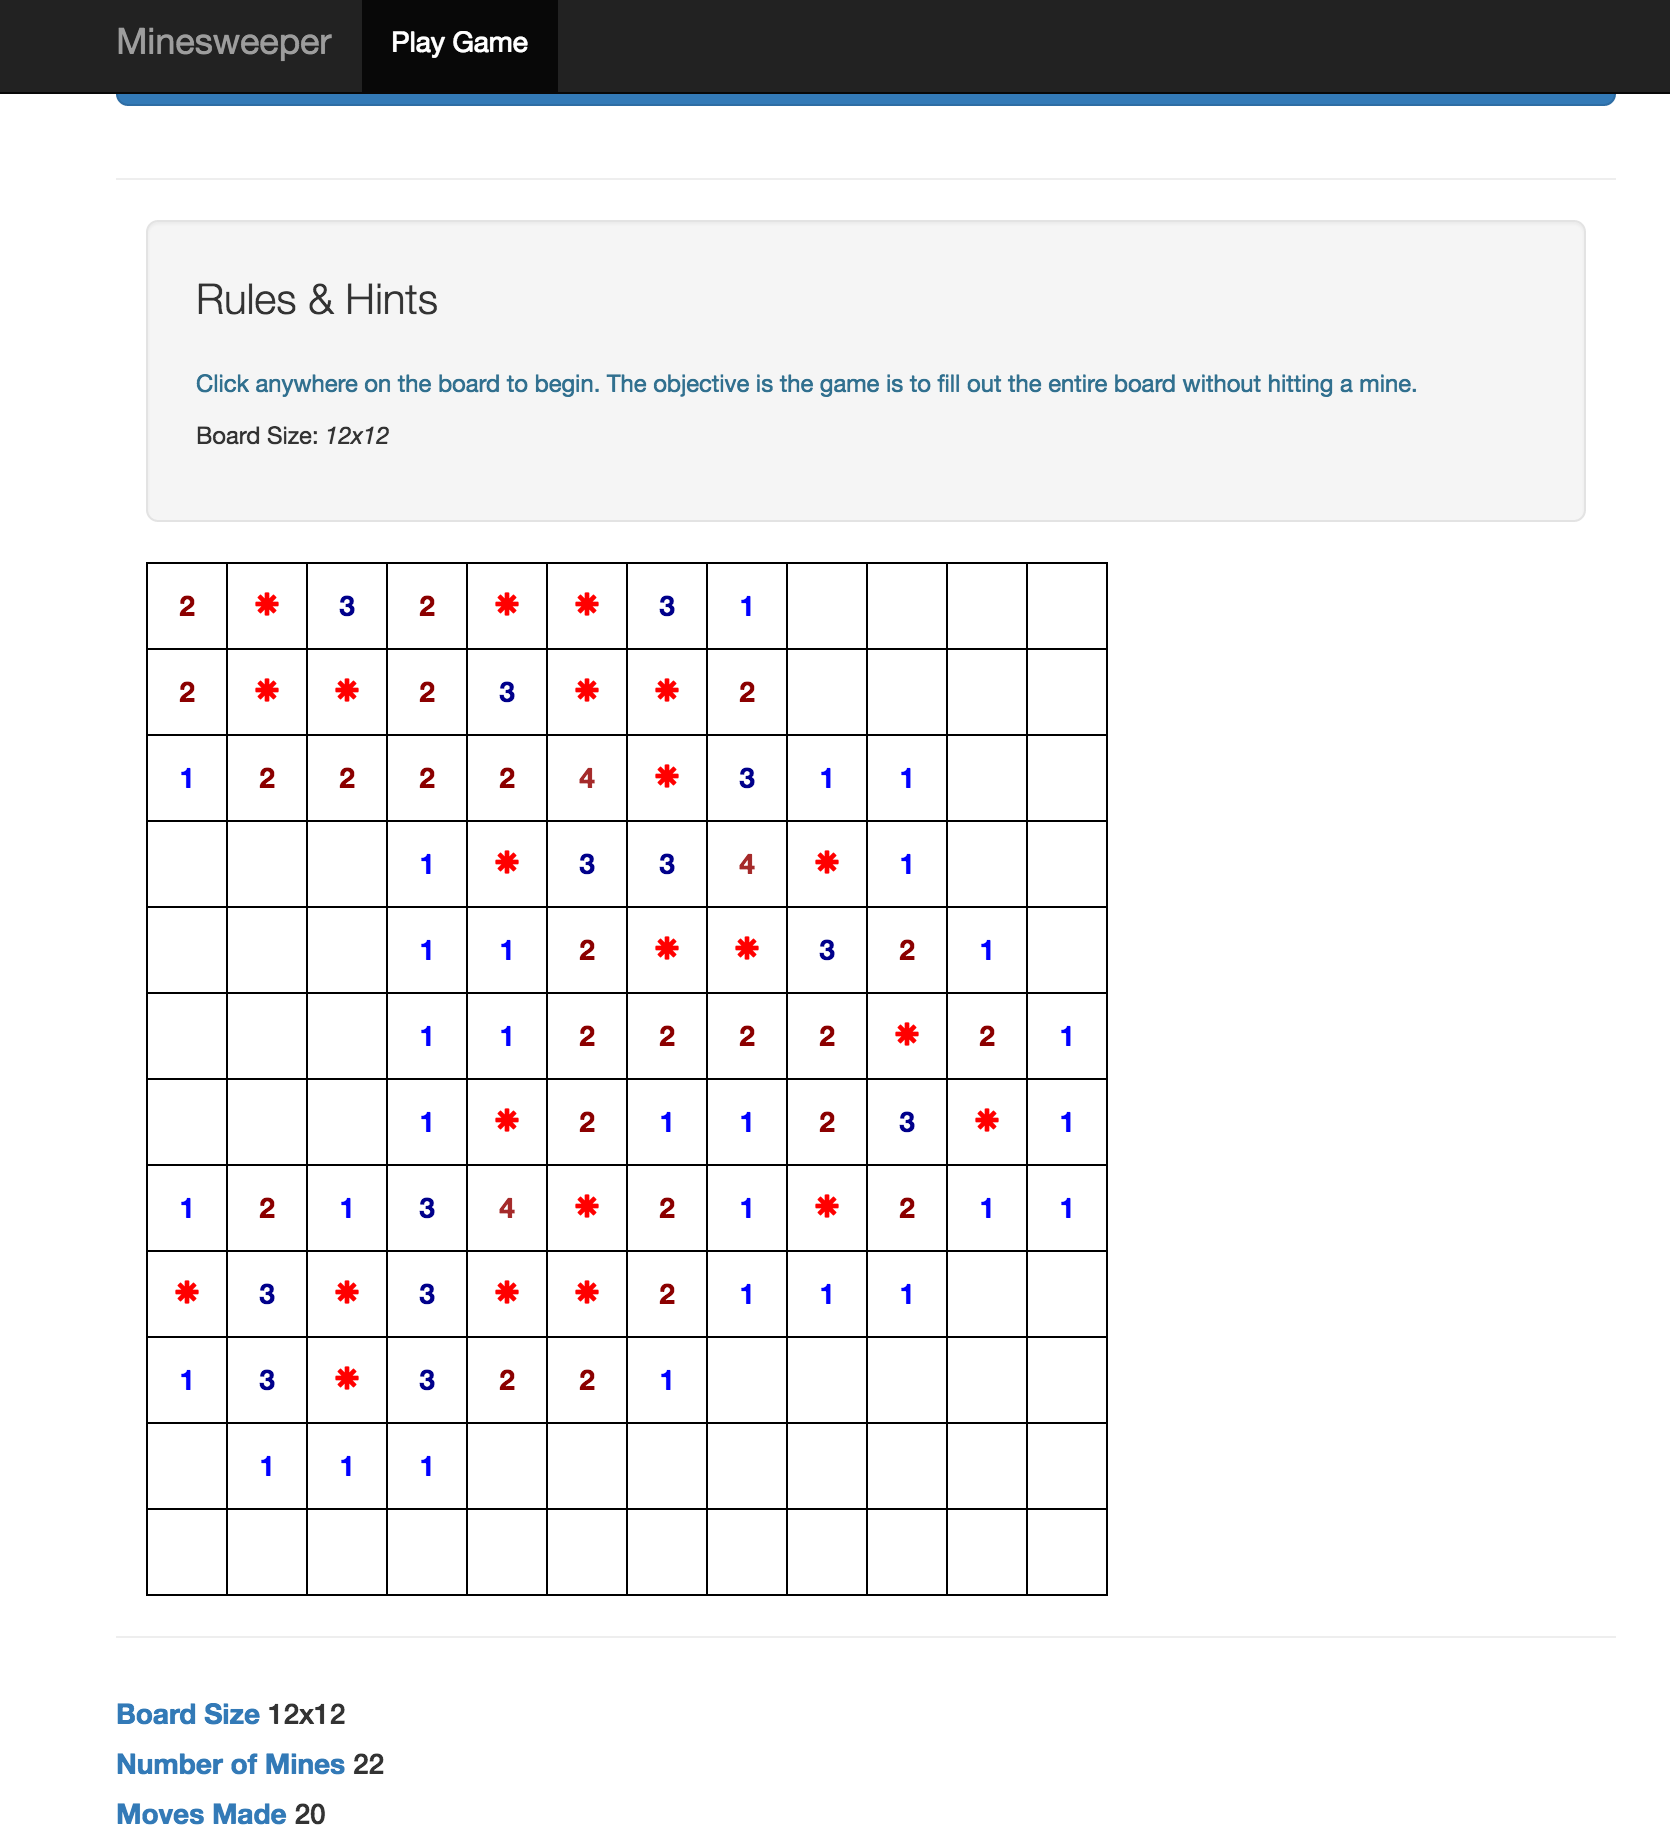 Minesweeper Play Game
Rules & Hints
Click anywhere on the board to begin. The objective is the game is to fill out the entire board without hitting a mine.
Board Size: 12x12
2 * 3 2 * * 3 1
2 * * 2 3 * * 2
1 2 2 2 2 4 * 3 1 1
1 * 3 3 4 * 1
1 1 2 * * 3 2 1
1 1 2 2 2 2 * 2 1
1 * 2 1 1 2 3 * 1
1 2 1 3 4 * 2 1 * 2 1 1
* 3 * 3 * * 2 1 1 1
1 3 * 3 2 2 1
1 1 1
Board Size 12x12
Number of Mines 22
Moves Made 20